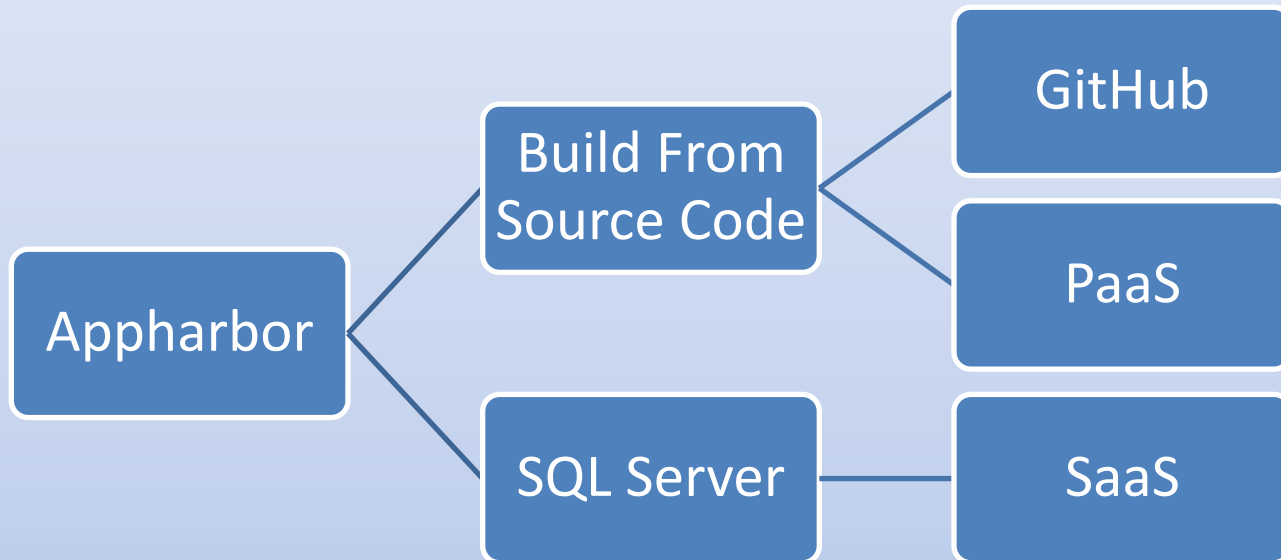 Appharbor
Build From
Source Code
GitHub
PaaS
SQL Server
SaaS